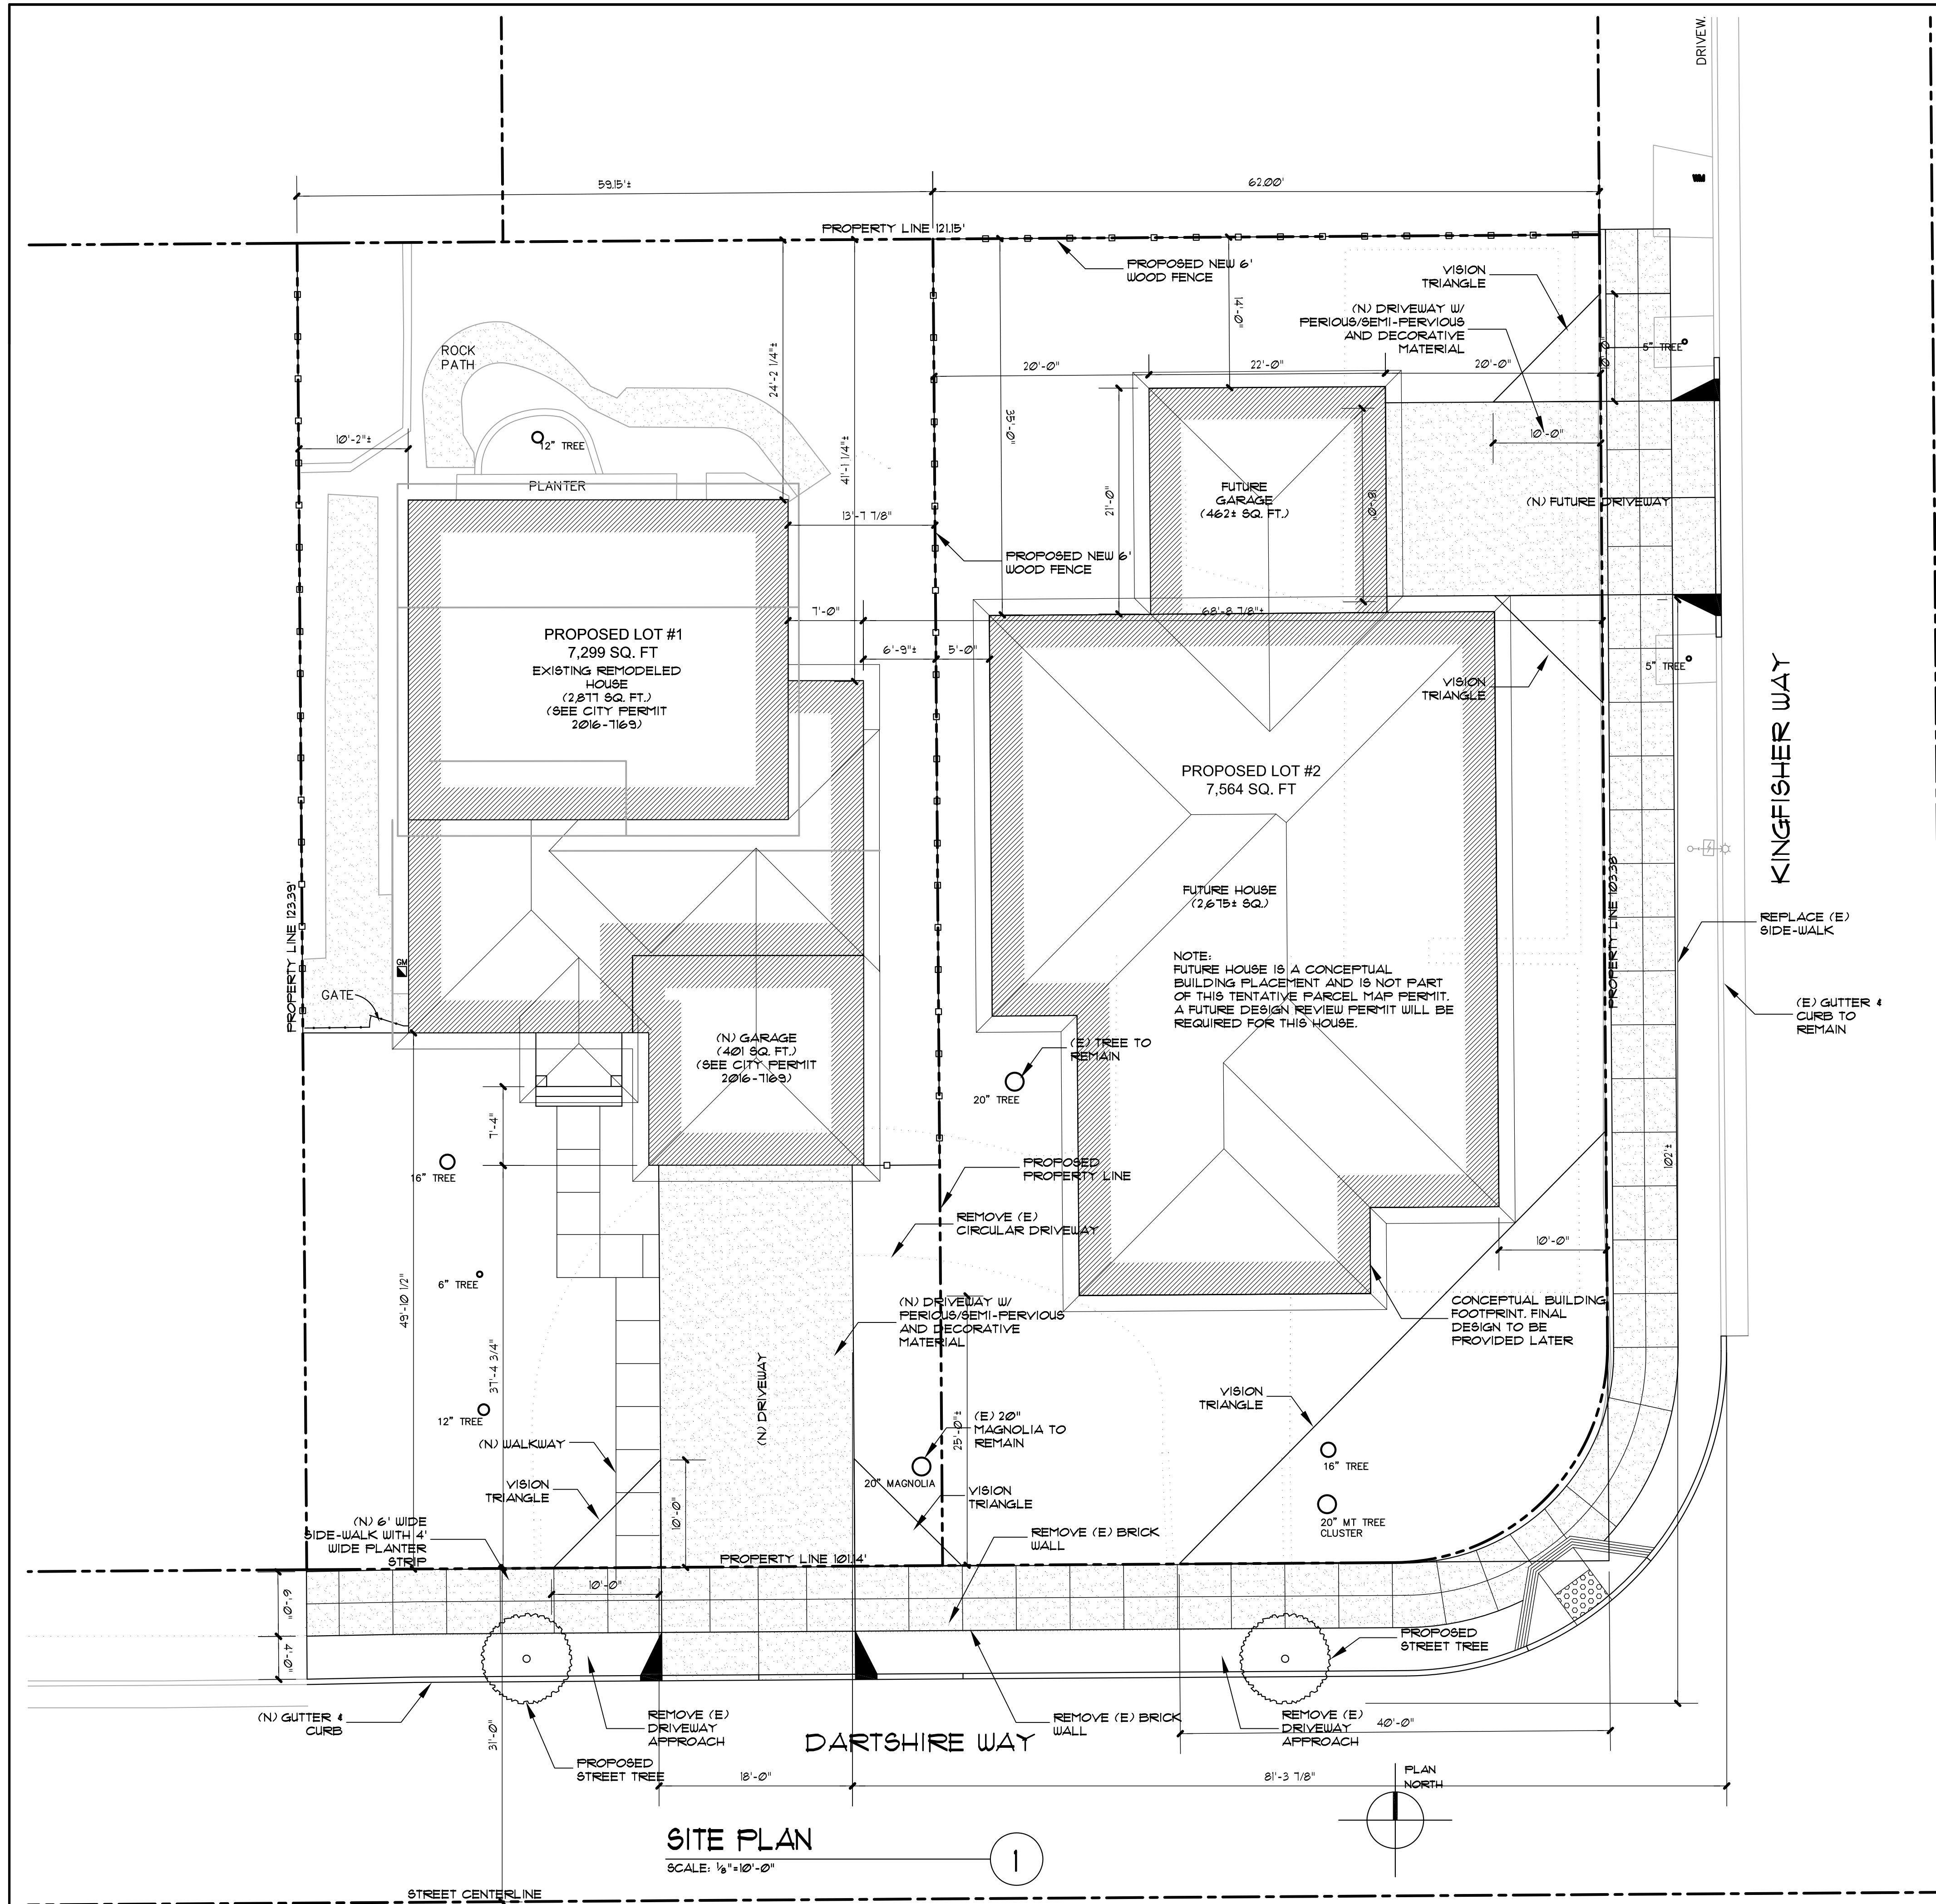 DRIVEW.
WM
59.15'±
62.00'
PROPERTY LINE 121.15'
PROPOSED NEW 6'
WOOD FENCE
VISION
TRIANGLE
(N) DRIVEWAY W/
PERIOUS/SEMI-PERVIOUS
AND DECORATIVE
MATERIAL
14'-0"
5" TREE
ROCK
PATH
24'-2 1/4"±
20'-0"
22'-0"
20'-0"
10'-2"±
12" TREE
41'-1 1/4"±
35'-0"
10'-0"
PLANTER
FUTURE
GARAGE
(462± SQ. FT.)
21'-0"
18'-0"
(N) FUTURE DRIVEWAY
13'-7 7/8"
PROPOSED NEW 6'
WOOD FENCE
7'-0"
68'-8 7/8"±
6'-9"±
5'-0"
PROPOSED LOT #1
7,299 SQ. FT
EXISTING REMODELED
HOUSE
(2,877 SQ. FT.)
(SEE CITY PERMIT
2016-7169)
5" TREE
VISION
TRIANGLE
KINGFISHER WAY
PROPOSED LOT #2
7,564 SQ. FT
FUTURE HOUSE
(2,675± SQ.)
PROPERTY LINE 123.39'
PROPERTY LINE 103.38'
REPLACE (E)
SIDE-WALK
GM
GATE
NOTE:
FUTURE HOUSE IS A CONCEPTUAL
BUILDING PLACEMENT AND IS NOT PART
OF THIS TENTATIVE PARCEL MAP PERMIT.
A FUTURE DESIGN REVIEW PERMIT WILL BE
REQUIRED FOR THIS HOUSE.
(E) GUTTER &
CURB TO
REMAIN
(N) GARAGE
(401 SQ. FT.)
(SEE CITY PERMIT
2016-7169)
(E) TREE TO
REMAIN
20" TREE
7'-4"
102'±
16" TREE
PROPOSED
PROPERTY LINE
REMOVE (E)
CIRCULAR DRIVEWAY
10'-0"
6" TREE
49'-10 1/2"
(N) DRIVEWAY W/
PERIOUS/SEMI-PERVIOUS
AND DECORATIVE
MATERIAL
CONCEPTUAL BUILDING
FOOTPRINT. FINAL
DESIGN TO BE
PROVIDED LATER
37'-4 3/4"
(N) DRIVEWAY
VISION
TRIANGLE
12" TREE
25'-0"±
(E) 20"
MAGNOLIA TO
REMAIN
(N) WALKWAY
16" TREE
20" MAGNOLIA
VISION
TRIANGLE
VISION
TRIANGLE
10'-0"
20" MT TREE
CLUSTER
(N) 6' WIDE
SIDE-WALK WITH 4'
WIDE PLANTER
STRIP
REMOVE (E) BRICK
WALL
PROPERTY LINE 101.14'
10'-0"
6'-0"
4'-0"
PROPOSED
STREET TREE
(N) GUTTER &
CURB
31'-0"
REMOVE (E)
DRIVEWAY
APPROACH
REMOVE (E) BRICK
WALL
REMOVE (E)
DRIVEWAY
APPROACH
40'-0"
DARTSHIRE WAY
PROPOSED
STREET TREE
18'-0"
81'-3 7/8"
PLAN
NORTH
SITE PLAN
1
SCALE: 1/8"=10'-0"
STREET CENTERLINE